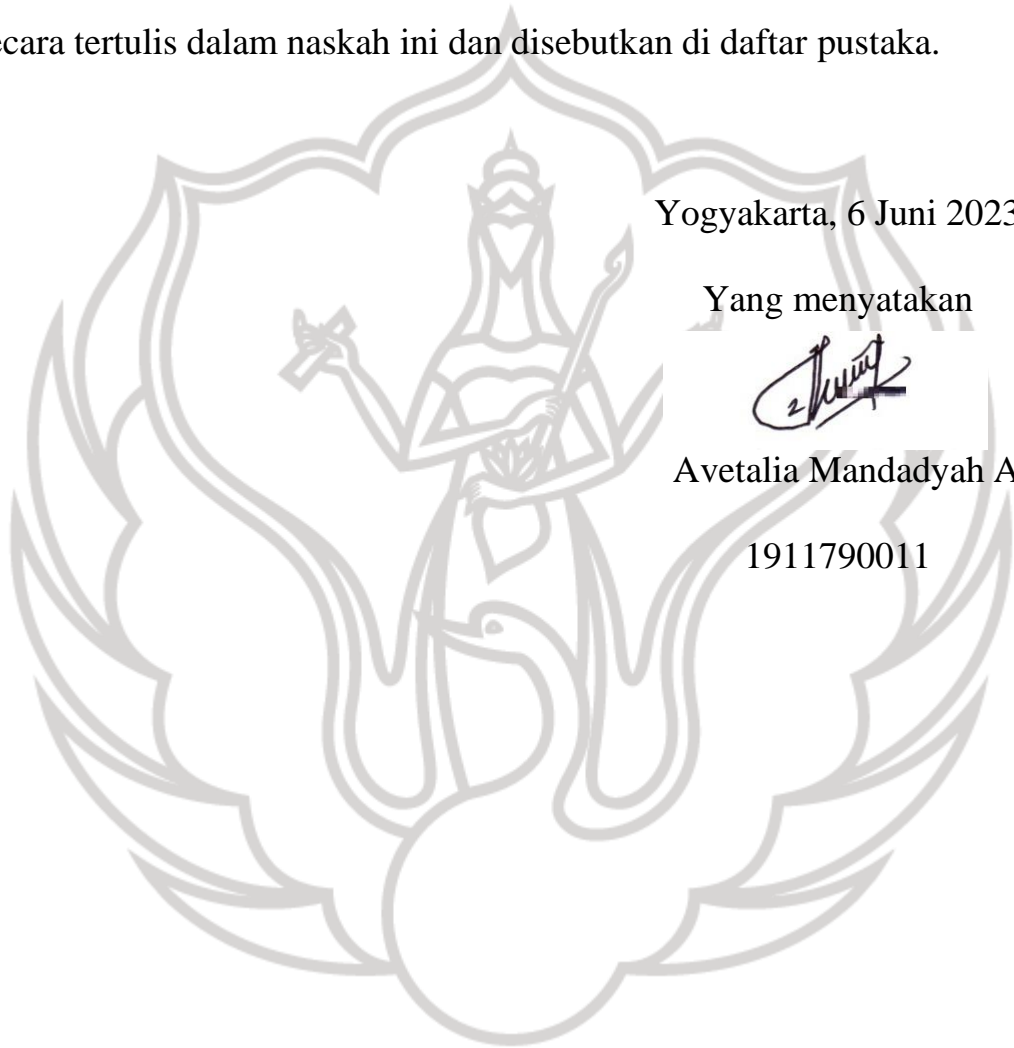 ecara tertulis dalam naskah ini dan disebutkan di daftar pustaka.
Yogyakarta, 6 Juni 2023
Yang menyatakan
Avetalia Mandadyah A
1911790011